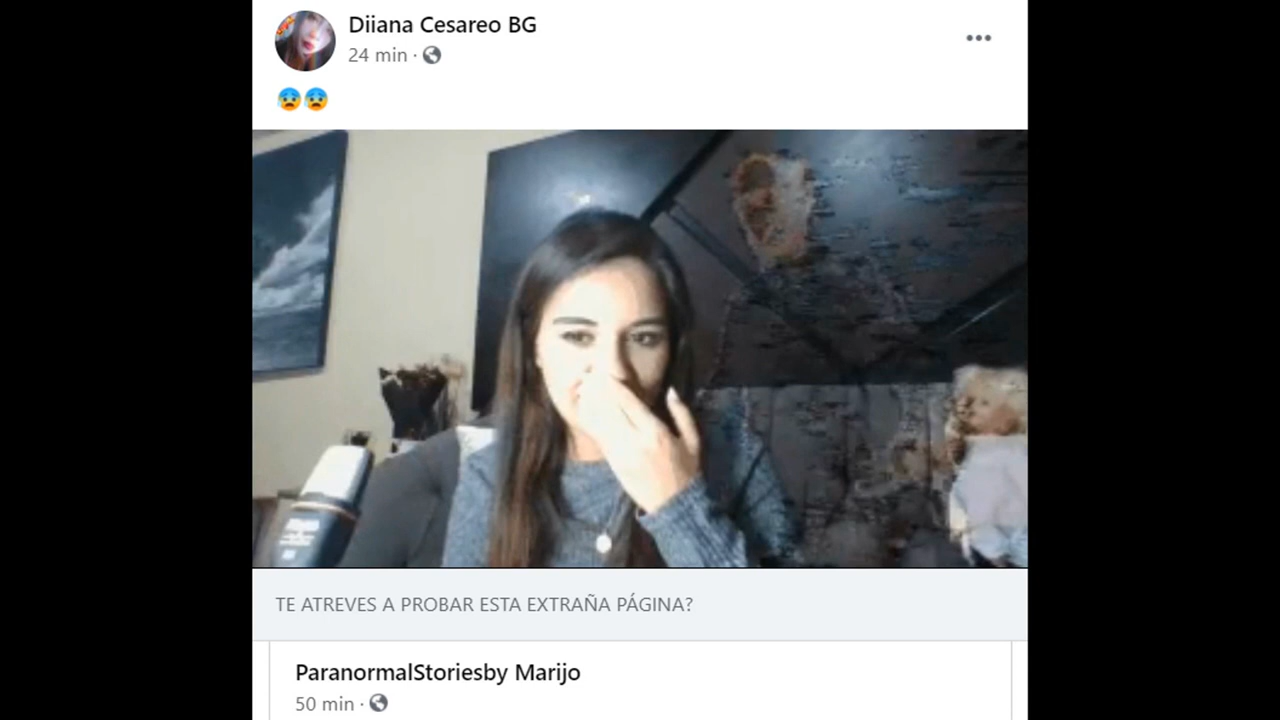 Diiana Cesareo BG
24 min ·
😰😰
TE ATREVES A PROBAR ESTA EXTRAÑA PÁGINA?
ParanormalStoriesby Marijo
50 min ·